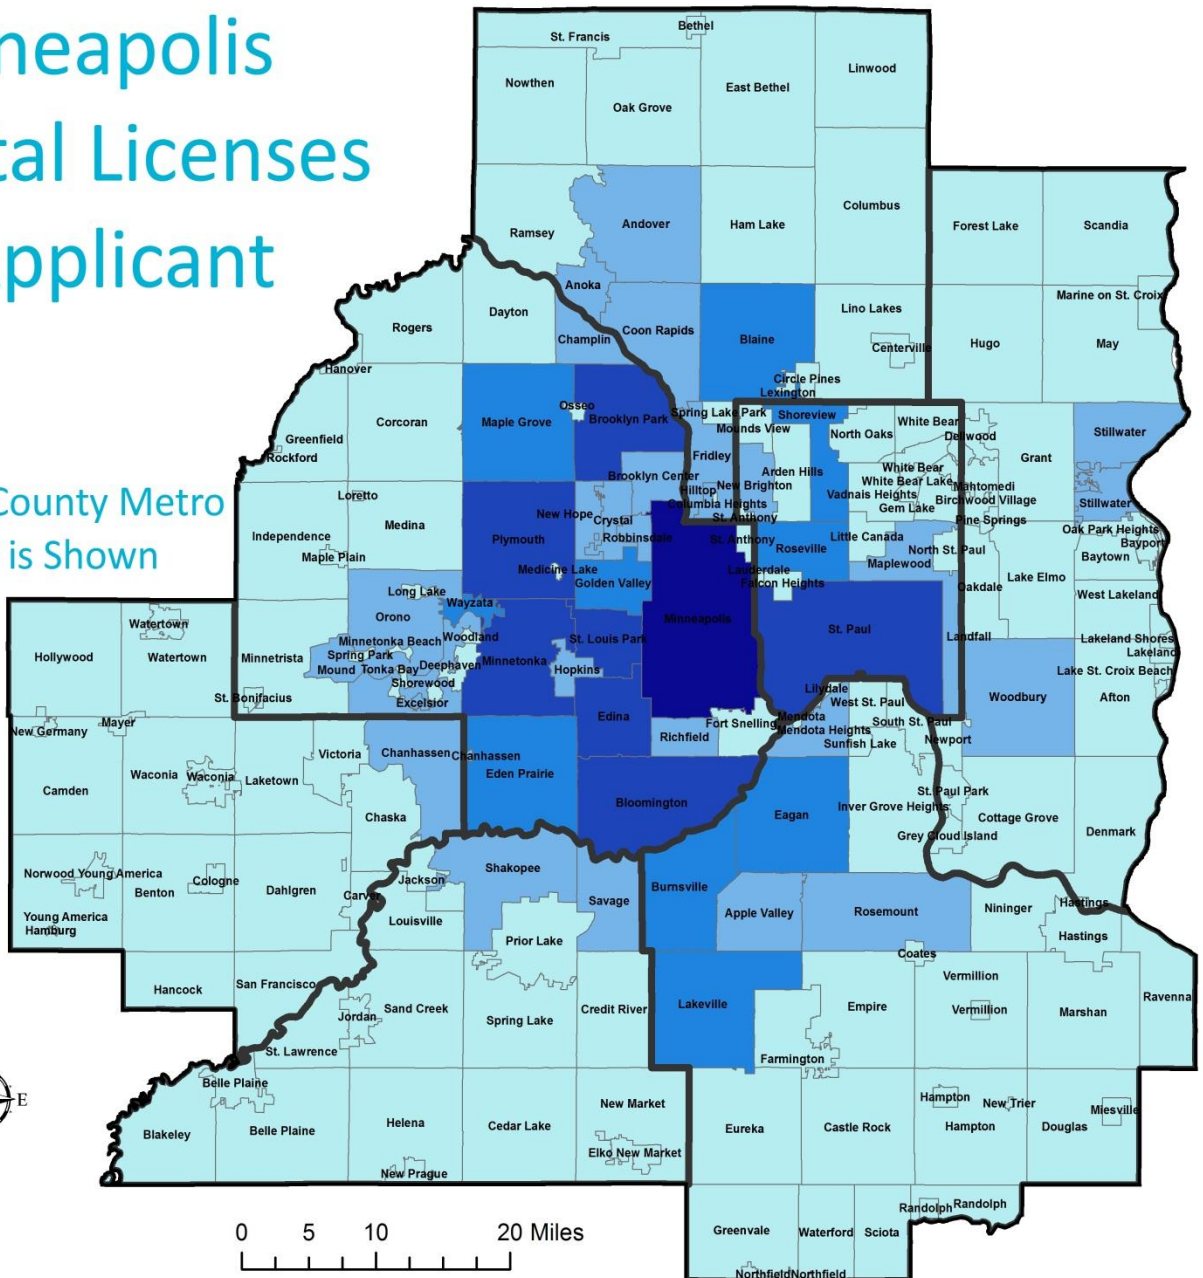 neapolis
tal Licenses
pplicant
County Metro
is Shown
St. Francis
Bethel
Nowthen
Oak Grove
East Bethel
Linwood
Ramsey
Andover
Ham Lake
Columbus
Forest Lake
Scandia
Anoka
Marine on St. Croix
Dayton
Rogers
Champlin
Coon Rapids
Blaine
Lino Lakes
Centerville
Hugo
May
Hanover
Circle Pines
Lexington
Osseo
Corcoran
Maple Grove
Brooklyn Park
Spring Lake Park
Mounds View
Shoreview
North Oaks
White Bear
Dellwood
Stillwater
Greenfield
Rockford
Fridley
Grant
Brooklyn Center
Hilltop
New Brighton
Arden Hills
White Bear
White Bear Lake
Vadnais Heights
Gem Lake
Mahtomedi
Birchwood Village
Stillwater
Loretto
Medina
Columbia Heights
New Hope
Crystal
St. Anthony
Pine Springs
Independence
Plymouth
Robbinsdale
St. Anthony
Roseville
Little Canada
North St. Paul
Oak Park Heights
Bayport
Baytown
Maple Plain
Medicine Lake
Golden Valley
Lauderdale
Falcon Heights
Maplewood
Oakdale
Lake Elmo
West Lakeland
Long Lake
Wayzata
Orono
Watertown
Watertown
Hollywood
Minnetrista
Minnetonka Beach
Woodland
Spring Park
Mound
Tonka Bay
Deephaven
Minnetonka
St. Louis Park
Hopkins
Minneapolis
St. Paul
Landfall
Lakeland Shores
Lakeland
Lake St. Croix Beach
Shorewood
Excelsior
St. Bonifacius
Edina
Lilydale
West St. Paul
Woodbury
Afton
New Germany
Mayer
Fort Snelling
Mendota
Mendota Heights
South St. Paul
Richfield
Sunfish Lake
Newport
Victoria
Chanhassen
Chanhassen
Eden Prairie
Waconia
Waconia
Laketown
Camden
Chaska
Bloomington
Eagan
Inver Grove Heights
St. Paul Park
Cottage Grove
Grey Cloud Island
Denmark
Norwood Young America
Benton
Cologne
Dahlgren
Carver
Jackson
Shakopee
Savage
Burnsville
Apple Valley
Rosemount
Nininger
Hastings
Young America
Hamburg
Louisville
Prior Lake
Hastings
Coates
Hancock
San Francisco
Jordan
Sand Creek
Spring Lake
Credit River
Lakeville
Empire
Vermillion
Vermillion
Marshan
Ravenna
St. Lawrence
Farmington
E
Belle Plaine
Blakeley
Belle Plaine
Helena
Cedar Lake
New Market
Elko New Market
New Prague
Eureka
Castle Rock
Hampton
Hampton
New Trier
Douglas
Miesville
Greenvale
Waterford
Sciota
Randolph
Randolph
Northfield
Northfield
0 5 10 20 Miles